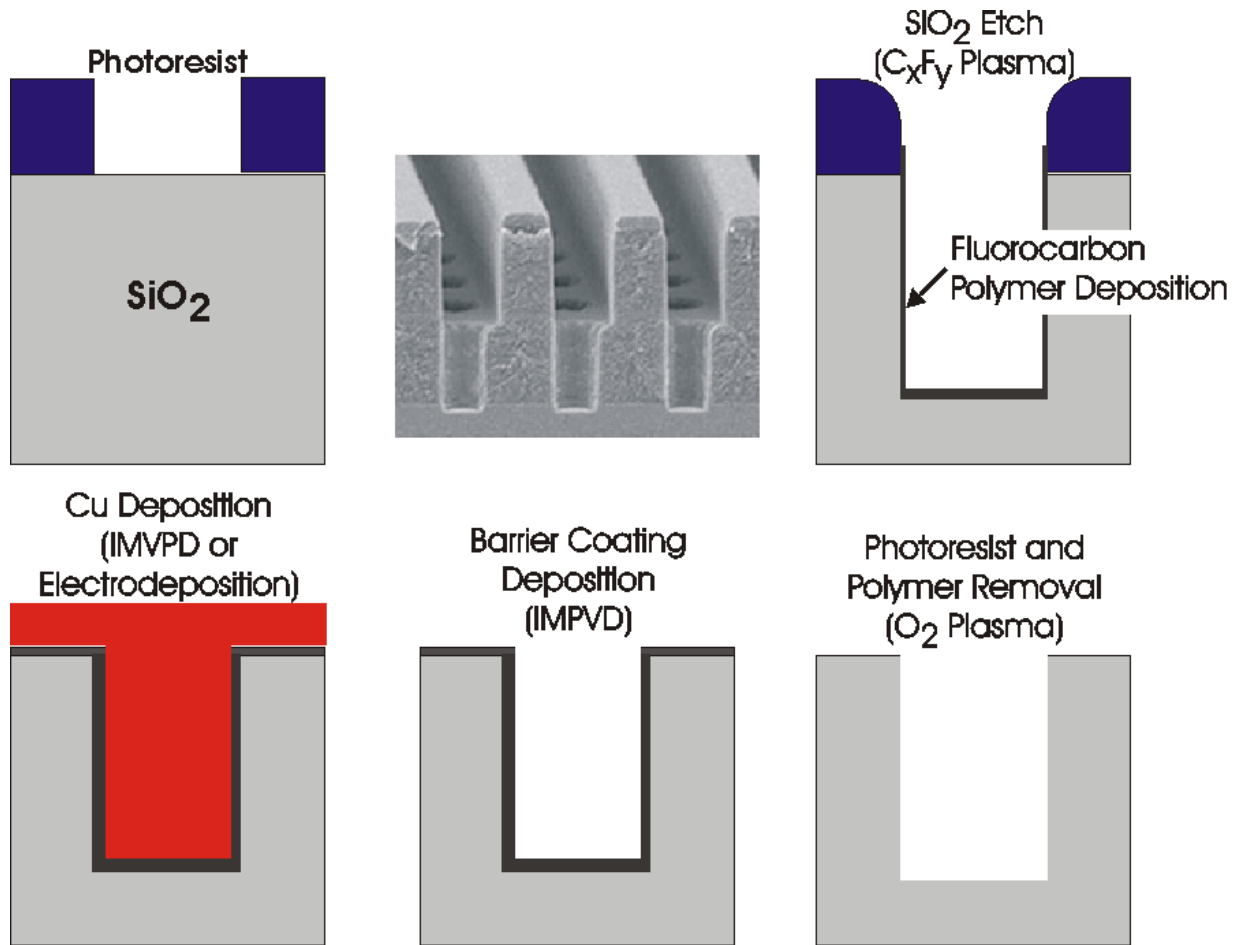 Photoresist
SiO2
SIO2 Etch
(CxFy Plasma)
Fluorocarbon
Polymer Deposition
Cu Deposition
(IMVPD or
Electrodeposition)
Barrier Coating
Deposition
(IMPVD)
Photoresist and
Polymer Removal
(O2 Plasma)